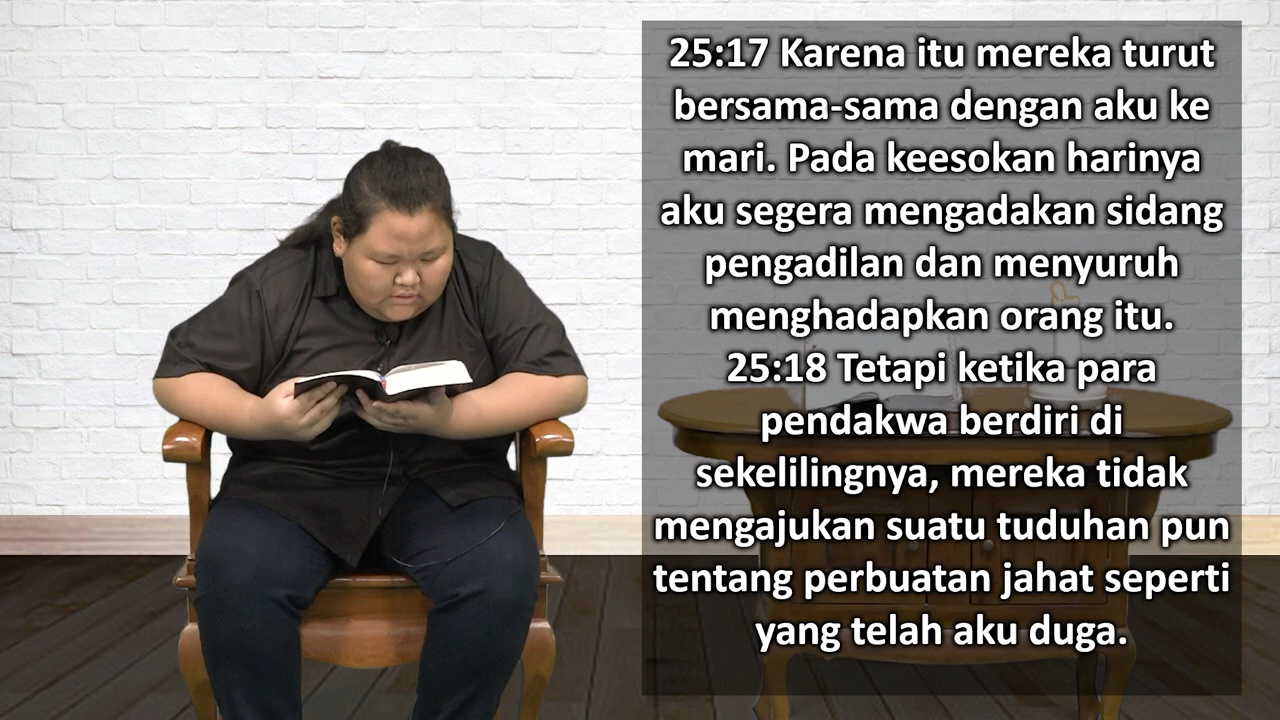 25:17 Karena itu mereka turut
bersama-sama dengan aku ke
mari. Pada keesokan harinya
aku segera mengadakan sidang
pengadilan dan menyuruh
menghadapkan orang itu.
25:18 Tetapi ketika para
pendakwa berdiri di
sekelilingnya, mereka tidak
mengajukan suatu tuduhan pun
tentang perbuatan jahat seperti
yang telah aku duga.